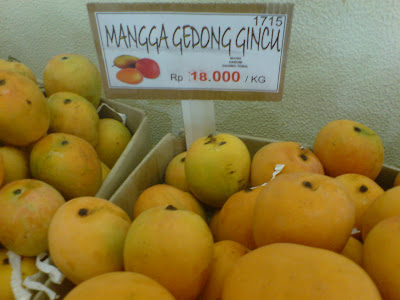 1715
MANGGA GEDONG GINCU
Rp 18.000 / KG